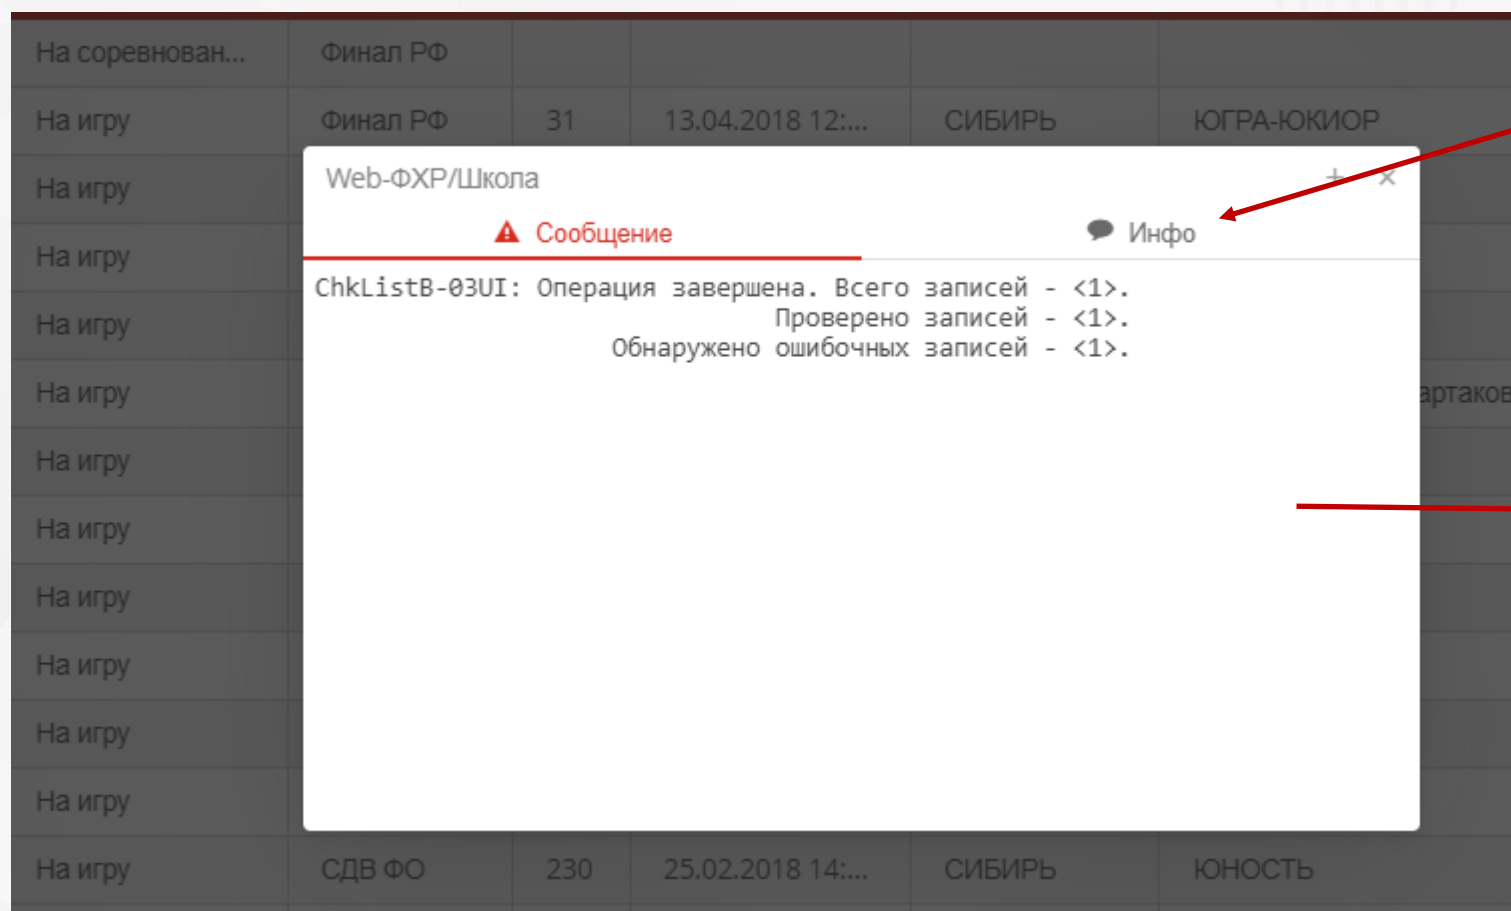 На соревнован... Финал РФ
На игру Финал РФ 31 13.04.2018 12:... СИБИРЬ ЮГРА-ЮКИОР
На игру
Web-ФХР/Школа + ×
Сообщение Инфо
На игру
ChkListB-03UI: Операция завершена. Всего записей - <1>.
Проверено записей - <1>.
На игру
Обнаружено ошибочных записей - <1>.
На игру
На игру
На игру
На игру
На игру
На игру
На игру
На игру СДВ ФО 230 25.02.2018 14:... СИБИРЬ ЮНОСТЬ